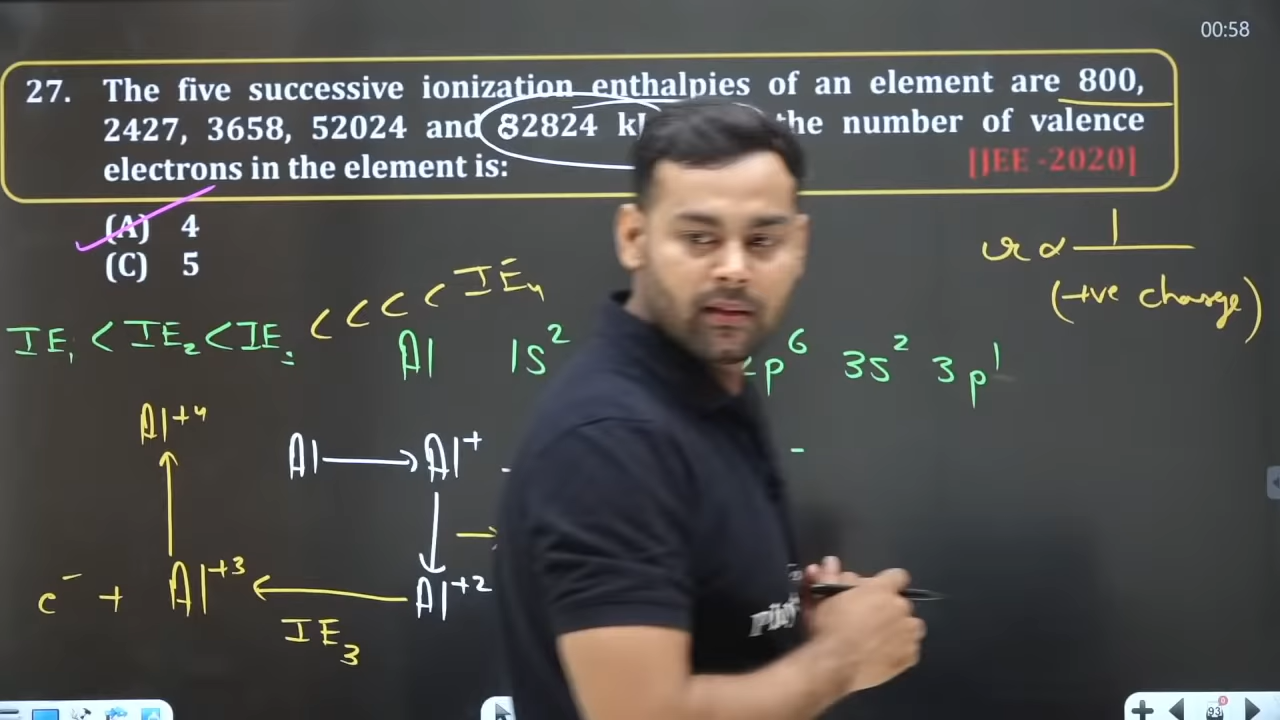 00:58
27. The five successive ionization enthalpies of an element are 800,
2427, 3658, 52024 and 82824 the number of valence
electrons in the element is: [JEE -2020]
(A) 4
(C) 5
r ∝ 1
(+ve charge)
IE₁ < IE₂ < IE₃ < < < < IE₄
Al 1s² p⁶ 3s² 3p¹
Al⁺⁴
Al → Al⁺
e⁻ + Al⁺³ ← Al⁺²
IE₃
93